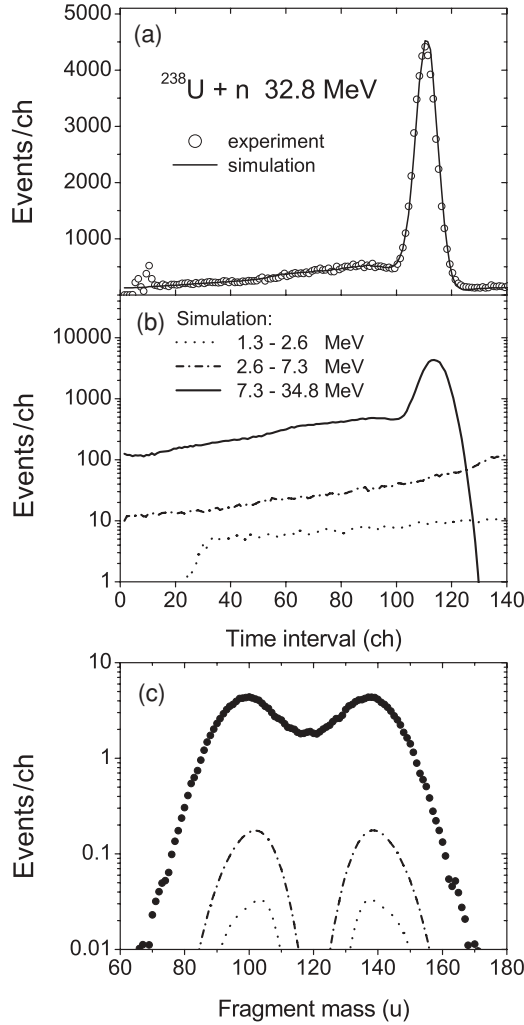 (a)
5000
4000
3000
2000
1000
Events/ch
²³⁸U + n 32.8 MeV
experiment
simulation
(b)
Simulation:
1.3 - 2.6 MeV
2.6 - 7.3 MeV
7.3 - 34.8 MeV
10000
1000
100
10
1
Events/ch
0 20 40 60 80 100 120 140
Time interval (ch)
(c)
10
1
0.1
0.01
Events/ch
60 80 100 120 140 160 180
Fragment mass (u)